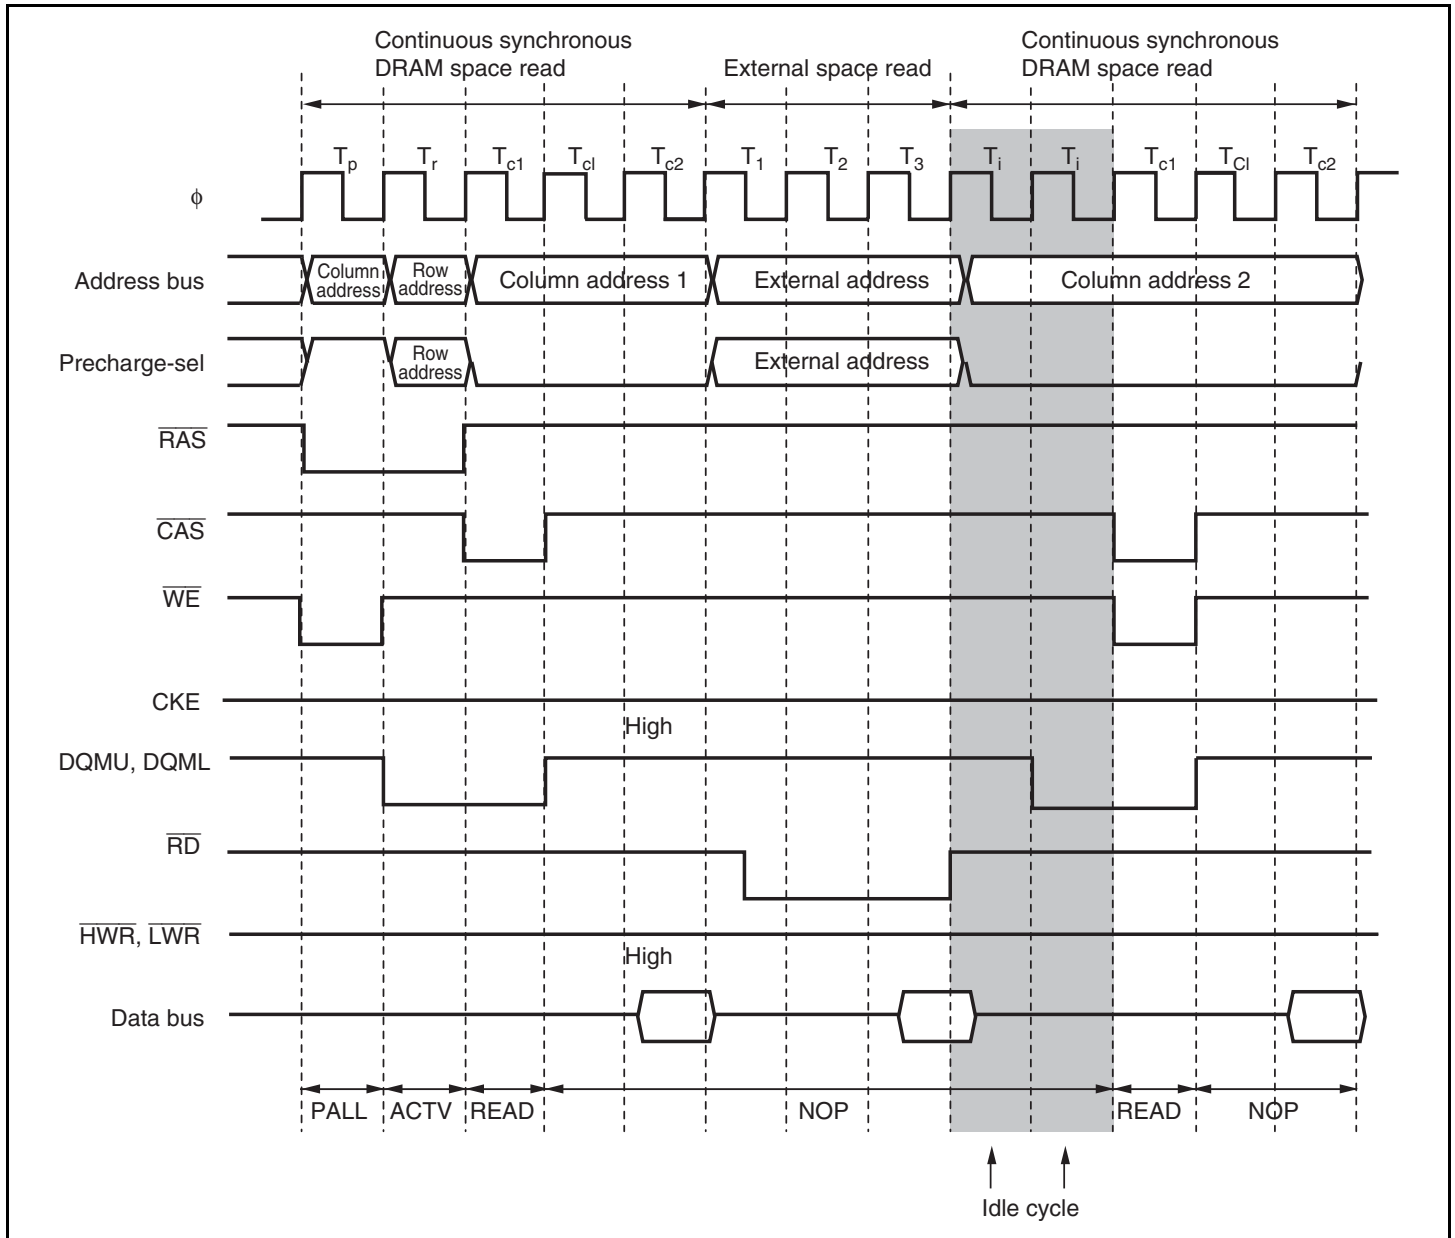 Continuous synchronous
DRAM space read
External space read
Continuous synchronous
DRAM space read
Tp Tr Tc1 Tcl Tc2 T1 T2 T3 Ti Ti Tc1 TCl Tc2
ϕ
Address bus
Column
address
Row
address
Column address 1
External address
Column address 2
Precharge-sel
Row
address
External address
RAS
CAS
WE
CKE
High
DQMU, DQML
RD
HWR, LWR
High
Data bus
PALL ACTV READ NOP READ NOP
Idle cycle